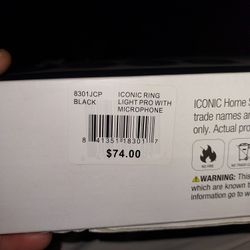 8301JCP
BLACK
ICONIC RING
LIGHT PRO WITH
MICROPHONE
8 41351 18301 7
$74.00
ICONIC Home S
trade names an
only. Actual pro
NO FIRE
WARNING:
which are known t
information go to w